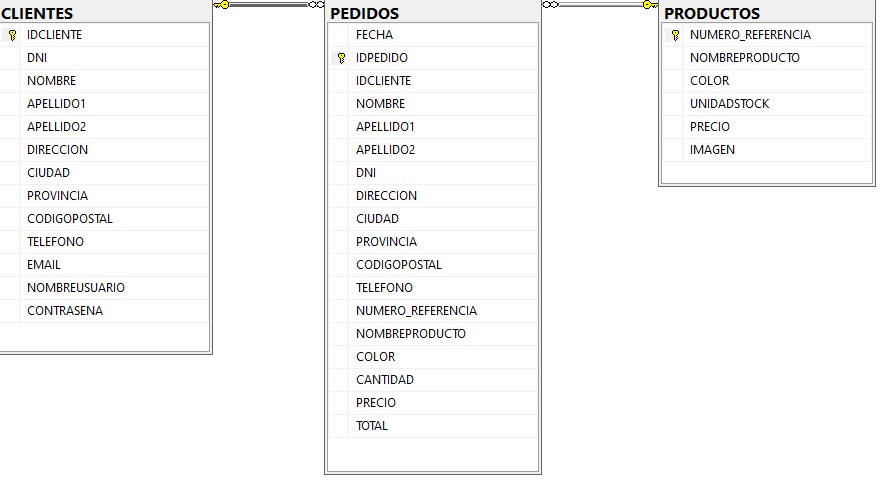 CLIENTES
IDCLIENTE
DNI
NOMBRE
APELLIDO1
APELLIDO2
DIRECCION
CIUDAD
PROVINCIA
CODIGOPOSTAL
TELEFONO
EMAIL
NOMBREUSUARIO
CONTRASENA
PEDIDOS
FECHA
IDPEDIDO
IDCLIENTE
NOMBRE
APELLIDO1
APELLIDO2
DNI
DIRECCION
CIUDAD
PROVINCIA
CODIGOPOSTAL
TELEFONO
NUMERO_REFERENCIA
NOMBREPRODUCTO
COLOR
CANTIDAD
PRECIO
TOTAL
PRODUCTOS
NUMERO_REFERENCIA
NOMBREPRODUCTO
COLOR
UNIDADSTOCK
PRECIO
IMAGEN